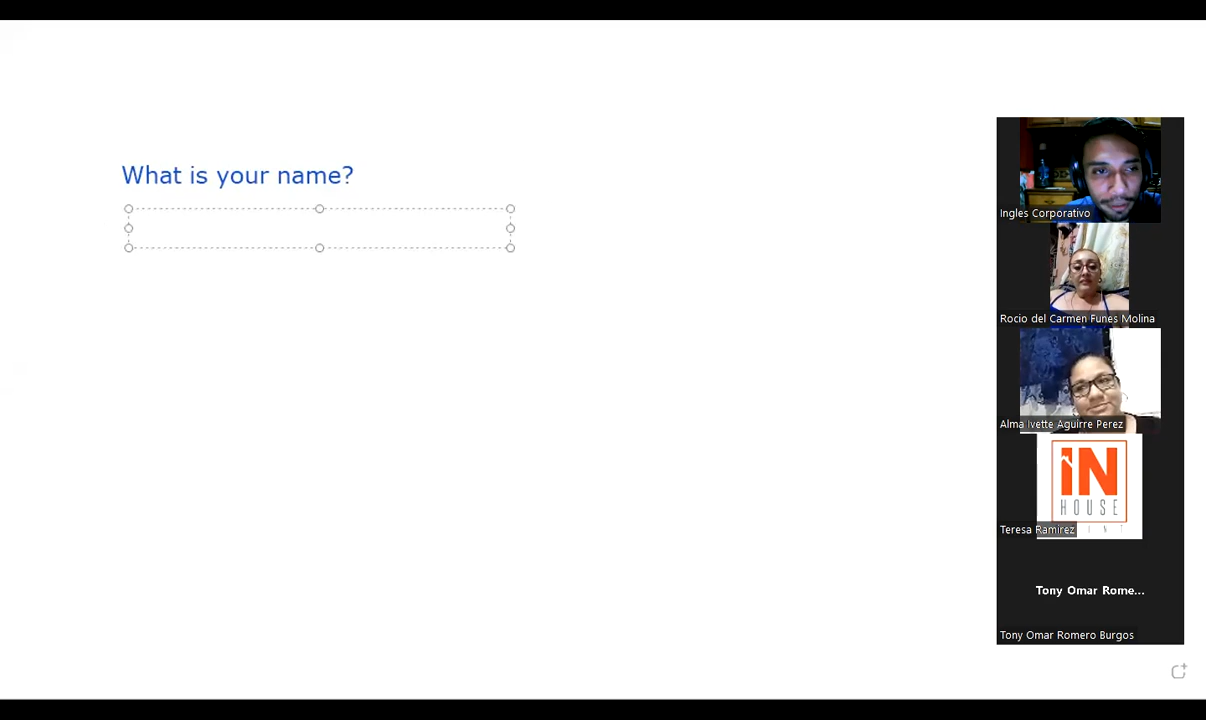 What is your name?
Ingles Corporativo
Rocio del Carmen Funes Molina
Alma Ivette Aguirre Perez
iN
HOUSE
Teresa Ramirez
Tony Omar Rome...
Tony Omar Romero Burgos